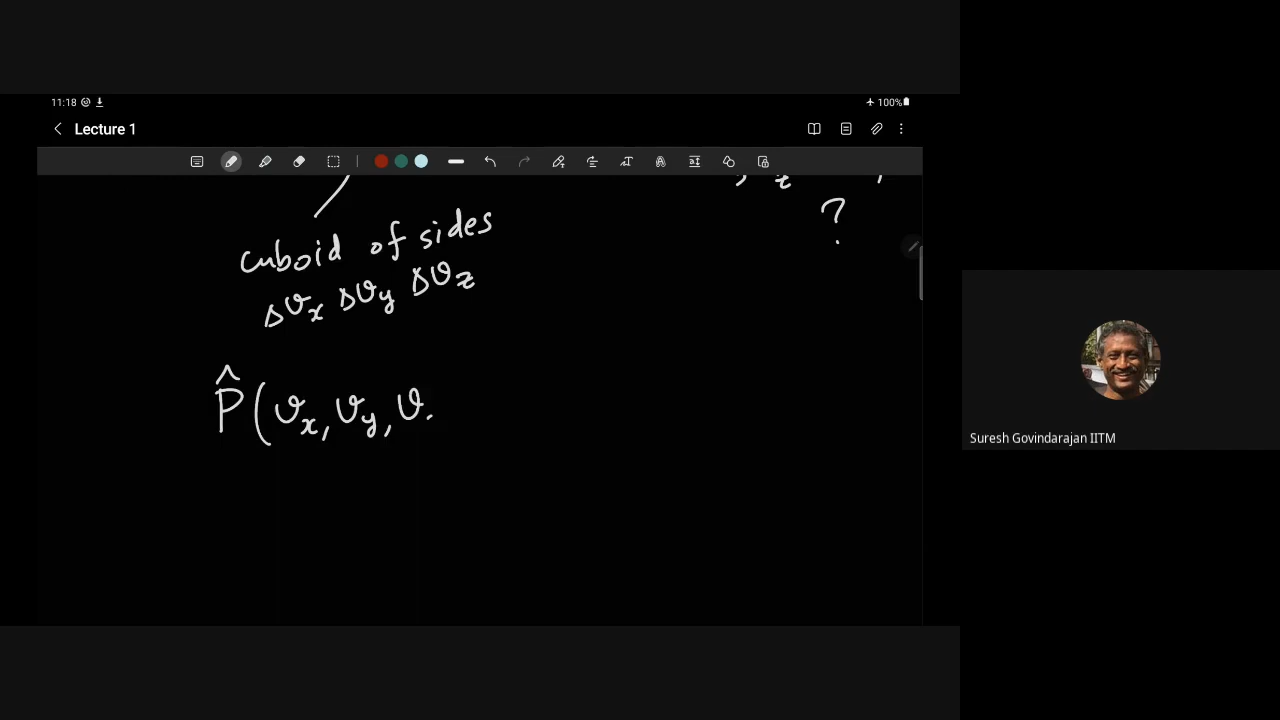 11:18 100%
Lecture 1
z
?
cuboid of sides
Δv_x Δv_y Δv_z
P̂(v_x, v_y, v
Suresh Govindarajan IITM